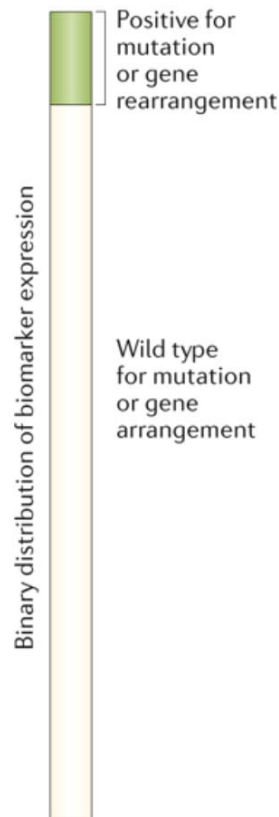 Positive for
mutation
or gene
rearrangement
Binary distribution of biomarker expression
Wild type
for mutation
or gene
arrangement